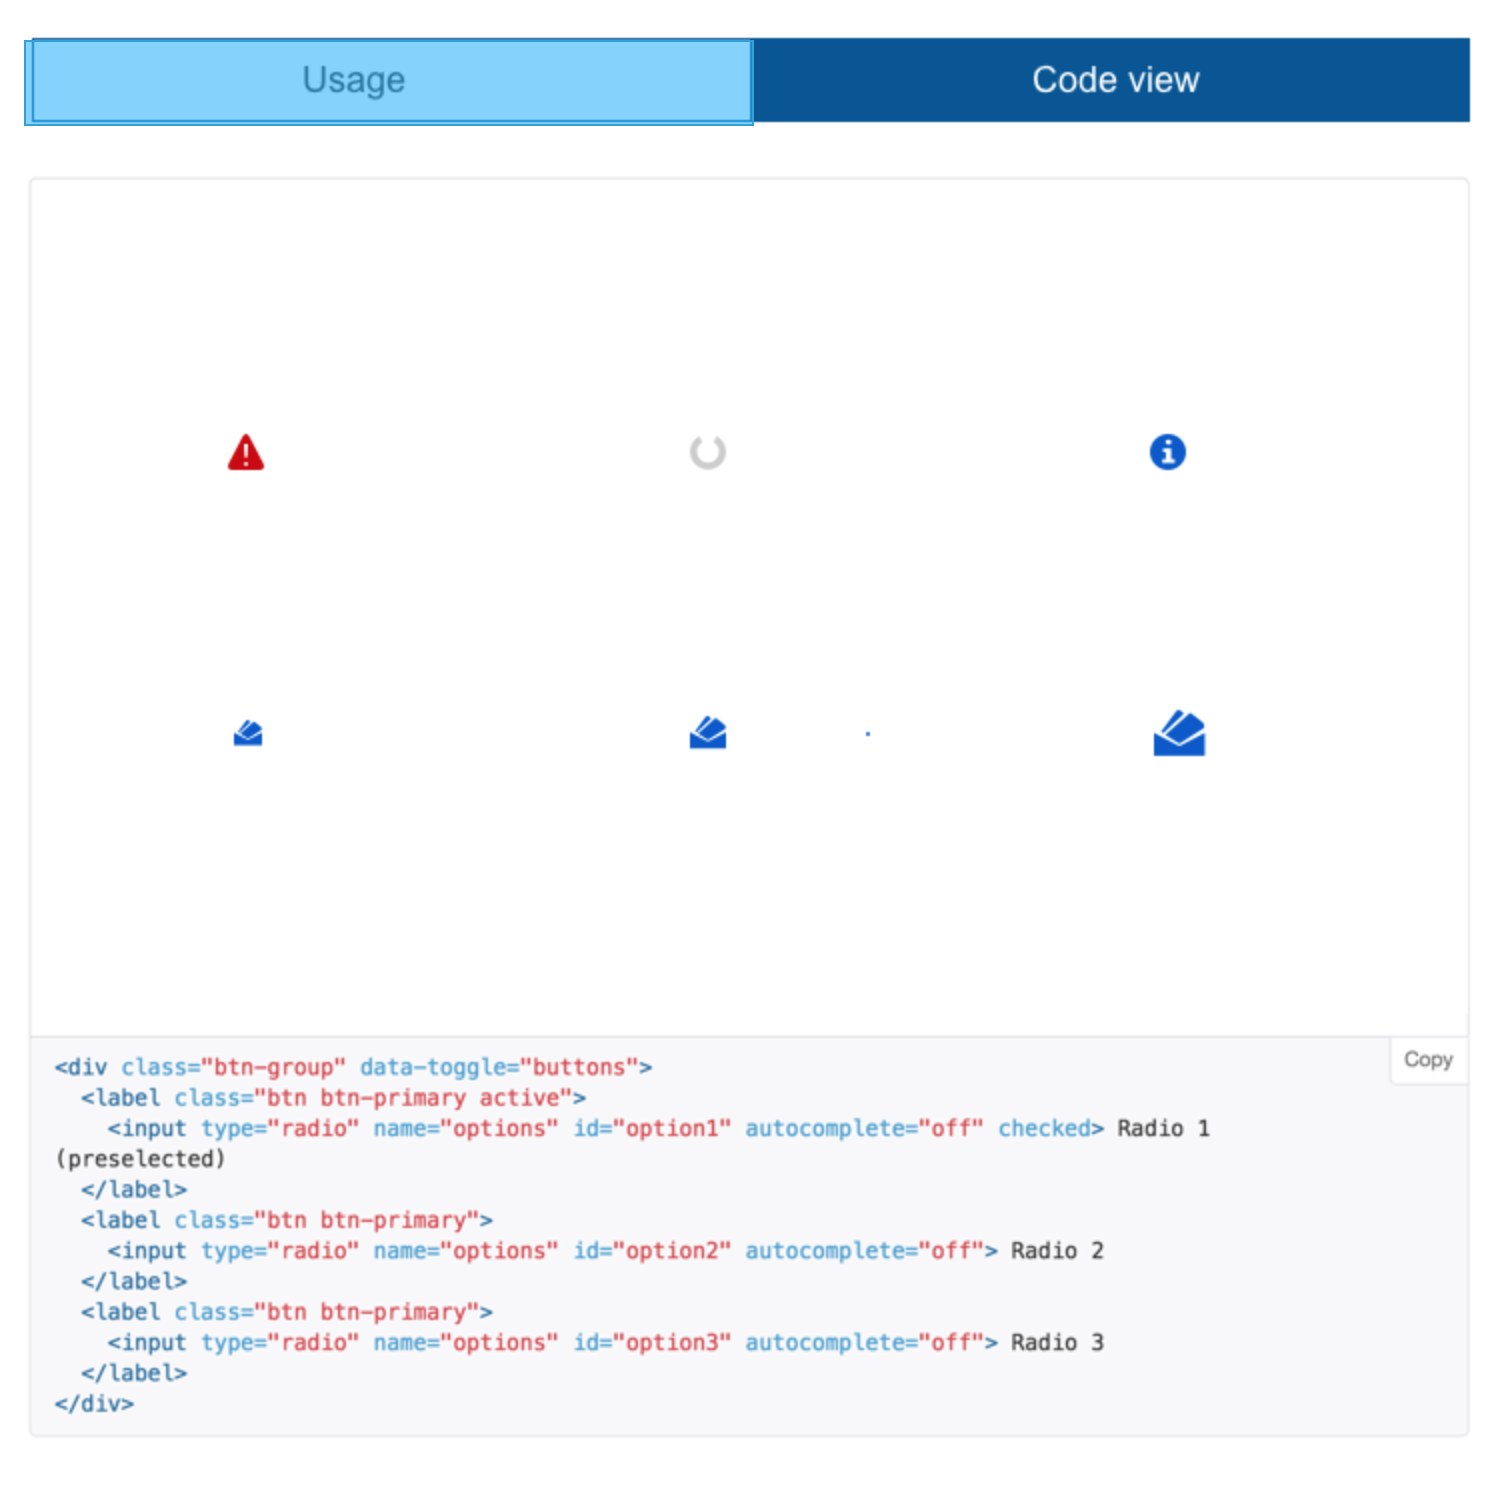 Usage
Code view
Copy
<div class="btn-group" data-toggle="buttons">
  <label class="btn btn-primary active">
    <input type="radio" name="options" id="option1" autocomplete="off" checked> Radio 1
(preselected)
  </label>
  <label class="btn btn-primary">
    <input type="radio" name="options" id="option2" autocomplete="off"> Radio 2
  </label>
  <label class="btn btn-primary">
    <input type="radio" name="options" id="option3" autocomplete="off"> Radio 3
  </label>
</div>